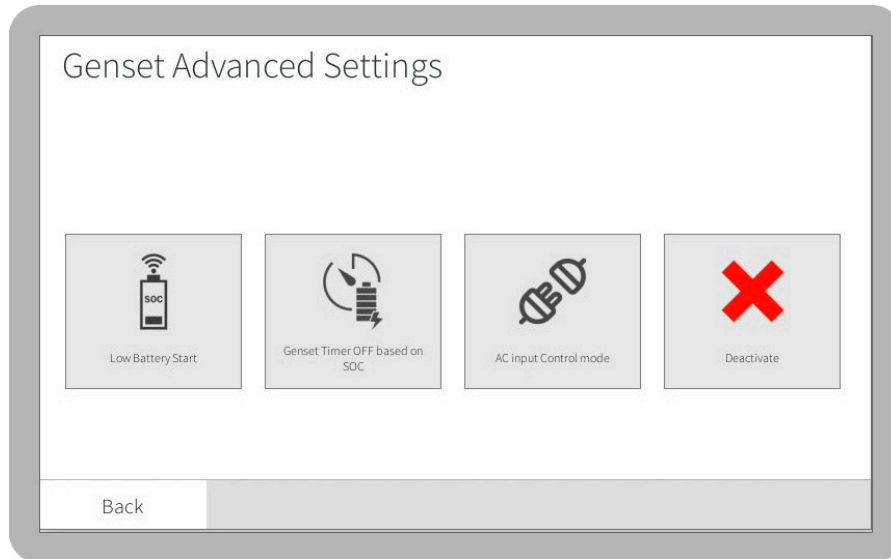 Genset Advanced Settings
SOC
Low Battery Start
Genset Timer OFF based on
SOC
AC input Control mode
Deactivate
Back